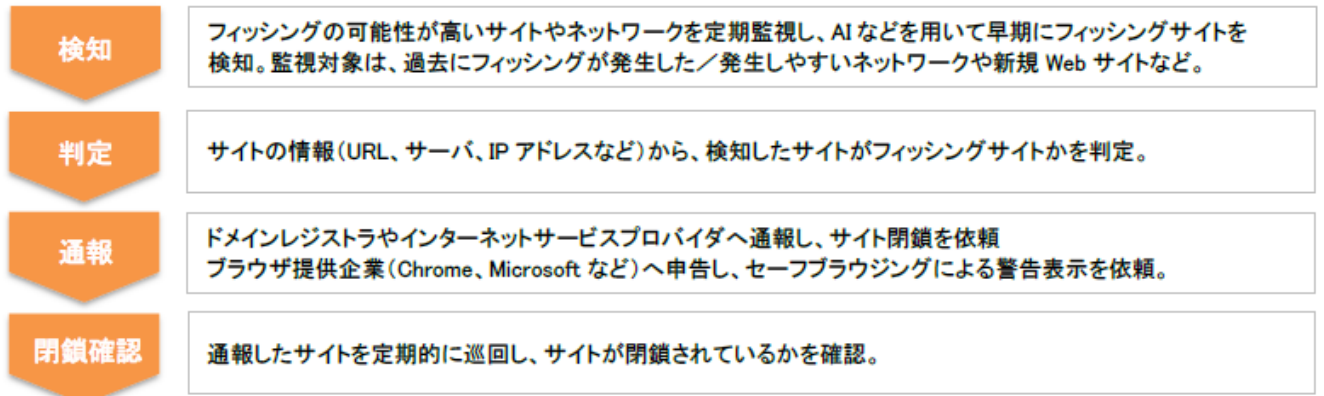 検知
フィッシングの可能性が高いサイトやネットワークを定期監視し、AIなどを用いて早期にフィッシングサイトを
検知。監視対象は、過去にフィッシングが発生した／発生しやすいネットワークや新規 Web サイトなど。
判定
サイトの情報（URL、サーバ、IP アドレスなど）から、検知したサイトがフィッシングサイトかを判定。
通報
ドメインレジストラやインターネットサービスプロバイダへ通報し、サイト閉鎖を依頼
ブラウザ提供企業（Chrome、Microsoft など）へ申告し、セーフブラウジングによる警告表示を依頼。
閉鎖確認
通報したサイトを定期的に巡回し、サイトが閉鎖されているかを確認。